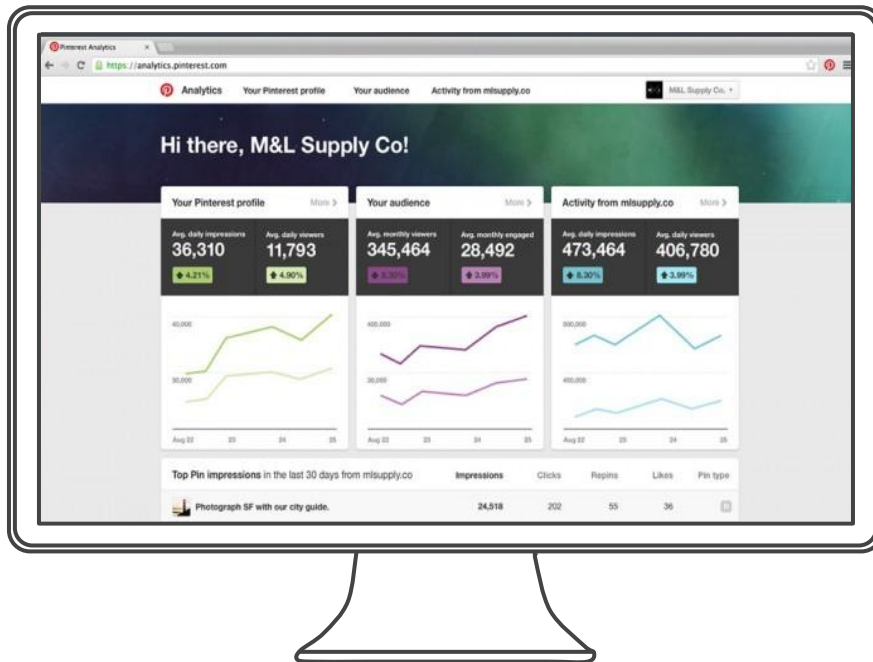 Pinterest Analytics
https://analytics.pinterest.com
Analytics Your Pinterest profile Your audience Activity from mlsupply.co M&L Supply Co.
Hi there, M&L Supply Co!
Your Pinterest profile More
Avg. daily impressions Avg. daily viewers
36,310 11,793
4.21% 4.90%
40,000
30,000
Aug 22 23 24 25
Your audience More
Avg. monthly viewers Avg. monthly engaged
345,464 28,492
8.30% 3.99%
400,000
30,000
Aug 22 23 24 25
Activity from mlsupply.co More
Avg. daily impressions Avg. daily viewers
473,464 406,780
8.30% 3.99%
500,000
400,000
Aug 22 23 24 25
Top Pin impressions in the last 30 days from mlsupply.co Impressions Clicks Repins Likes Pin type
Photograph SF with our city guide. 24,518 202 55 36